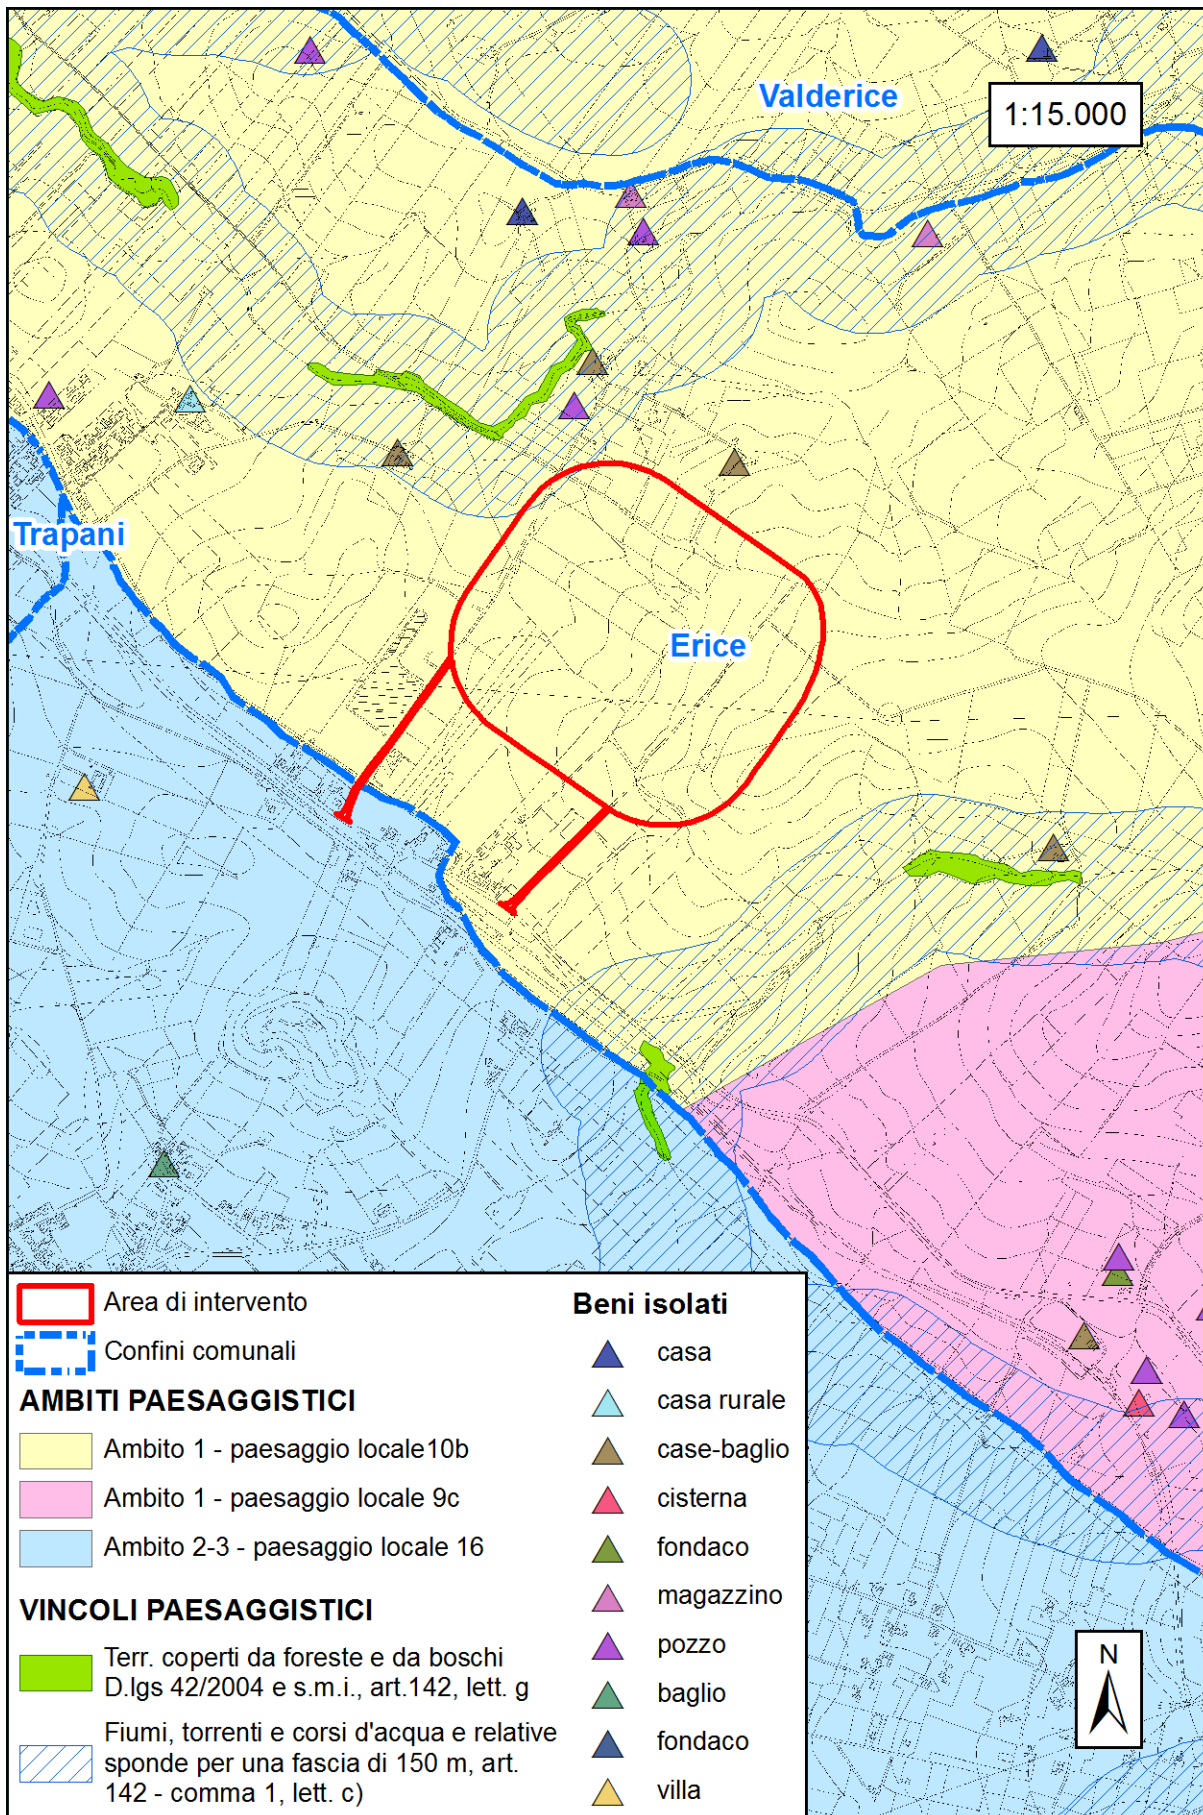 Valderice
1:15.000
Trapani
Erice
Area di intervento
Confini comunali
AMBITI PAESAGGISTICI
Ambito 1 - paesaggio locale10b
Ambito 1 - paesaggio locale 9c
Ambito 2-3 - paesaggio locale 16
VINCOLI PAESAGGISTICI
Terr. coperti da foreste e da boschi
D.lgs 42/2004 e s.m.i., art.142, lett. g
Fiumi, torrenti e corsi d'acqua e relative
sponde per una fascia di 150 m, art.
142 - comma 1, lett. c)
Beni isolati
casa
casa rurale
case-baglio
cisterna
fondaco
magazzino
pozzo
baglio
fondaco
villa
N